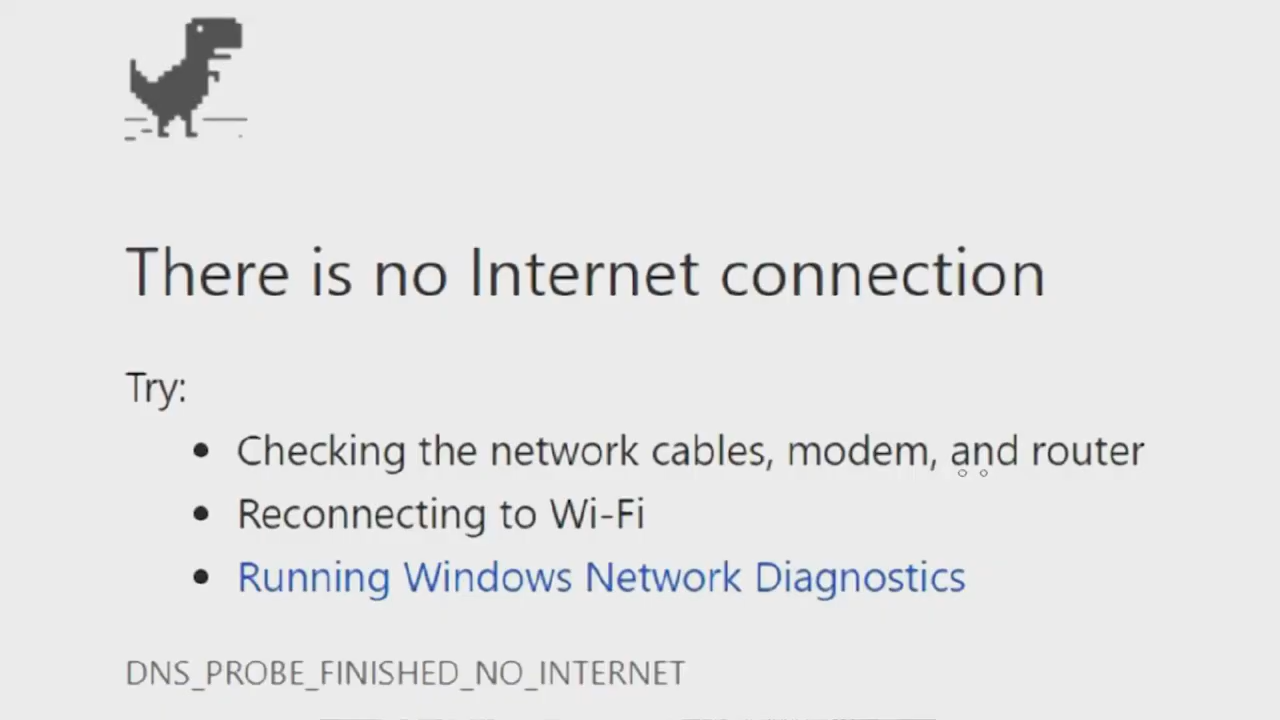 There is no Internet connection
Try:
Checking the network cables, modem, and router
Reconnecting to Wi-Fi
Running Windows Network Diagnostics
DNS_PROBE_FINISHED_NO_INTERNET